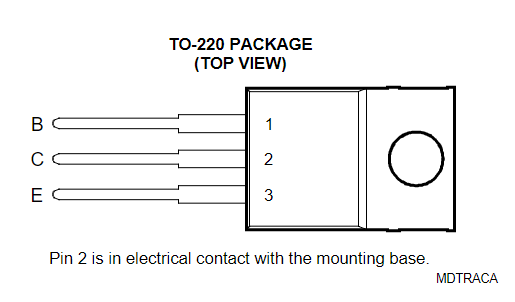 TO-220 PACKAGE
(TOP VIEW)
B 1
C 2
E 3
Pin 2 is in electrical contact with the mounting base.
MDTRACA